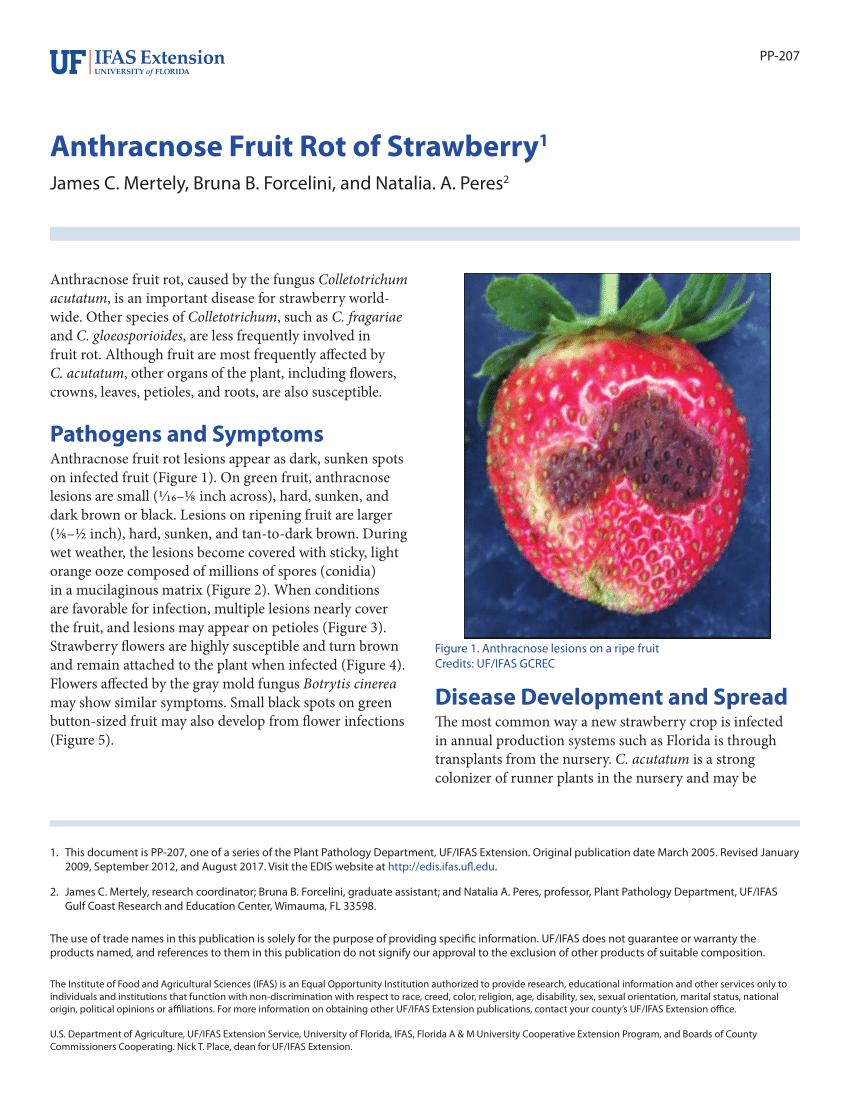 UF IFAS Extension
UNIVERSITY of FLORIDA
PP-207
Anthracnose Fruit Rot of Strawberry1
James C. Mertely, Bruna B. Forcelini, and Natalia. A. Peres2
Anthracnose fruit rot, caused by the fungus Colletotrichum
acutatum, is an important disease for strawberry world-
wide. Other species of Colletotrichum, such as C. fragariae
and C. gloeosporioides, are less frequently involved in
fruit rot. Although fruit are most frequently affected by
C. acutatum, other organs of the plant, including flowers,
crowns, leaves, petioles, and roots, are also susceptible.
Pathogens and Symptoms
Anthracnose fruit rot lesions appear as dark, sunken spots
on infected fruit (Figure 1). On green fruit, anthracnose
lesions are small (1⁄16–1⁄8 inch across), hard, sunken, and
dark brown or black. Lesions on ripening fruit are larger
(1⁄8–1⁄2 inch), hard, sunken, and tan-to-dark brown. During
wet weather, the lesions become covered with sticky, light
orange ooze composed of millions of spores (conidia)
in a mucilaginous matrix (Figure 2). When conditions
are favorable for infection, multiple lesions nearly cover
the fruit, and lesions may appear on petioles (Figure 3).
Strawberry flowers are highly susceptible and turn brown
and remain attached to the plant when infected (Figure 4).
Flowers affected by the gray mold fungus Botrytis cinerea
may show similar symptoms. Small black spots on green
button-sized fruit may also develop from flower infections
(Figure 5).
Figure 1. Anthracnose lesions on a ripe fruit
Credits: UF/IFAS GCREC
Disease Development and Spread
The most common way a new strawberry crop is infected
in annual production systems such as Florida is through
transplants from the nursery. C. acutatum is a strong
colonizer of runner plants in the nursery and may be
1. This document is PP-207, one of a series of the Plant Pathology Department, UF/IFAS Extension. Original publication date March 2005. Revised January
2009, September 2012, and August 2017. Visit the EDIS website at http://edis.ifas.ufl.edu.
2. James C. Mertely, research coordinator; Bruna B. Forcelini, graduate assistant; and Natalia A. Peres, professor, Plant Pathology Department, UF/IFAS
Gulf Coast Research and Education Center, Wimauma, FL 33598.
The use of trade names in this publication is solely for the purpose of providing specific information. UF/IFAS does not guarantee or warranty the
products named, and references to them in this publication do not signify our approval to the exclusion of other products of suitable composition.
The Institute of Food and Agricultural Sciences (IFAS) is an Equal Opportunity Institution authorized to provide research, educational information and other services only to
individuals and institutions that function with non-discrimination with respect to race, creed, color, religion, age, disability, sex, sexual orientation, marital status, national
origin, political opinions or affiliations. For more information on obtaining other UF/IFAS Extension publications, contact your county's UF/IFAS Extension office.
U.S. Department of Agriculture, UF/IFAS Extension Service, University of Florida, IFAS, Florida A & M University Cooperative Extension Program, and Boards of County
Commissioners Cooperating. Nick T. Place, dean for UF/IFAS Extension.